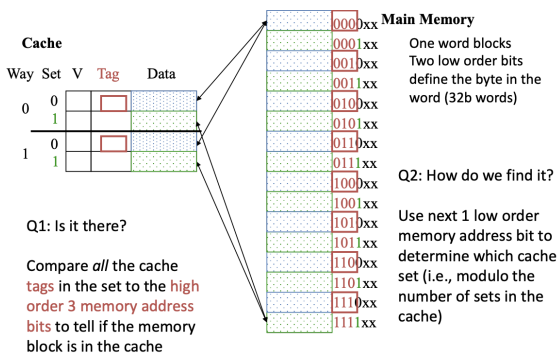 Cache
Way Set V Tag Data
0 0
1
1 0
1
Q1: Is it there?
Compare all the cache
tags in the set to the high
order 3 memory address
bits to tell if the memory
block is in the cache
0000xx
0001xx
0010xx
0011xx
0100xx
0101xx
0110xx
0111xx
1000xx
1001xx
1010xx
1011xx
1100xx
1101xx
1110xx
1111xx
Main Memory
One word blocks
Two low order bits
define the byte in the
word (32b words)
Q2: How do we find it?
Use next 1 low order
memory address bit to
determine which cache
set (i.e., modulo the
number of sets in the
cache)